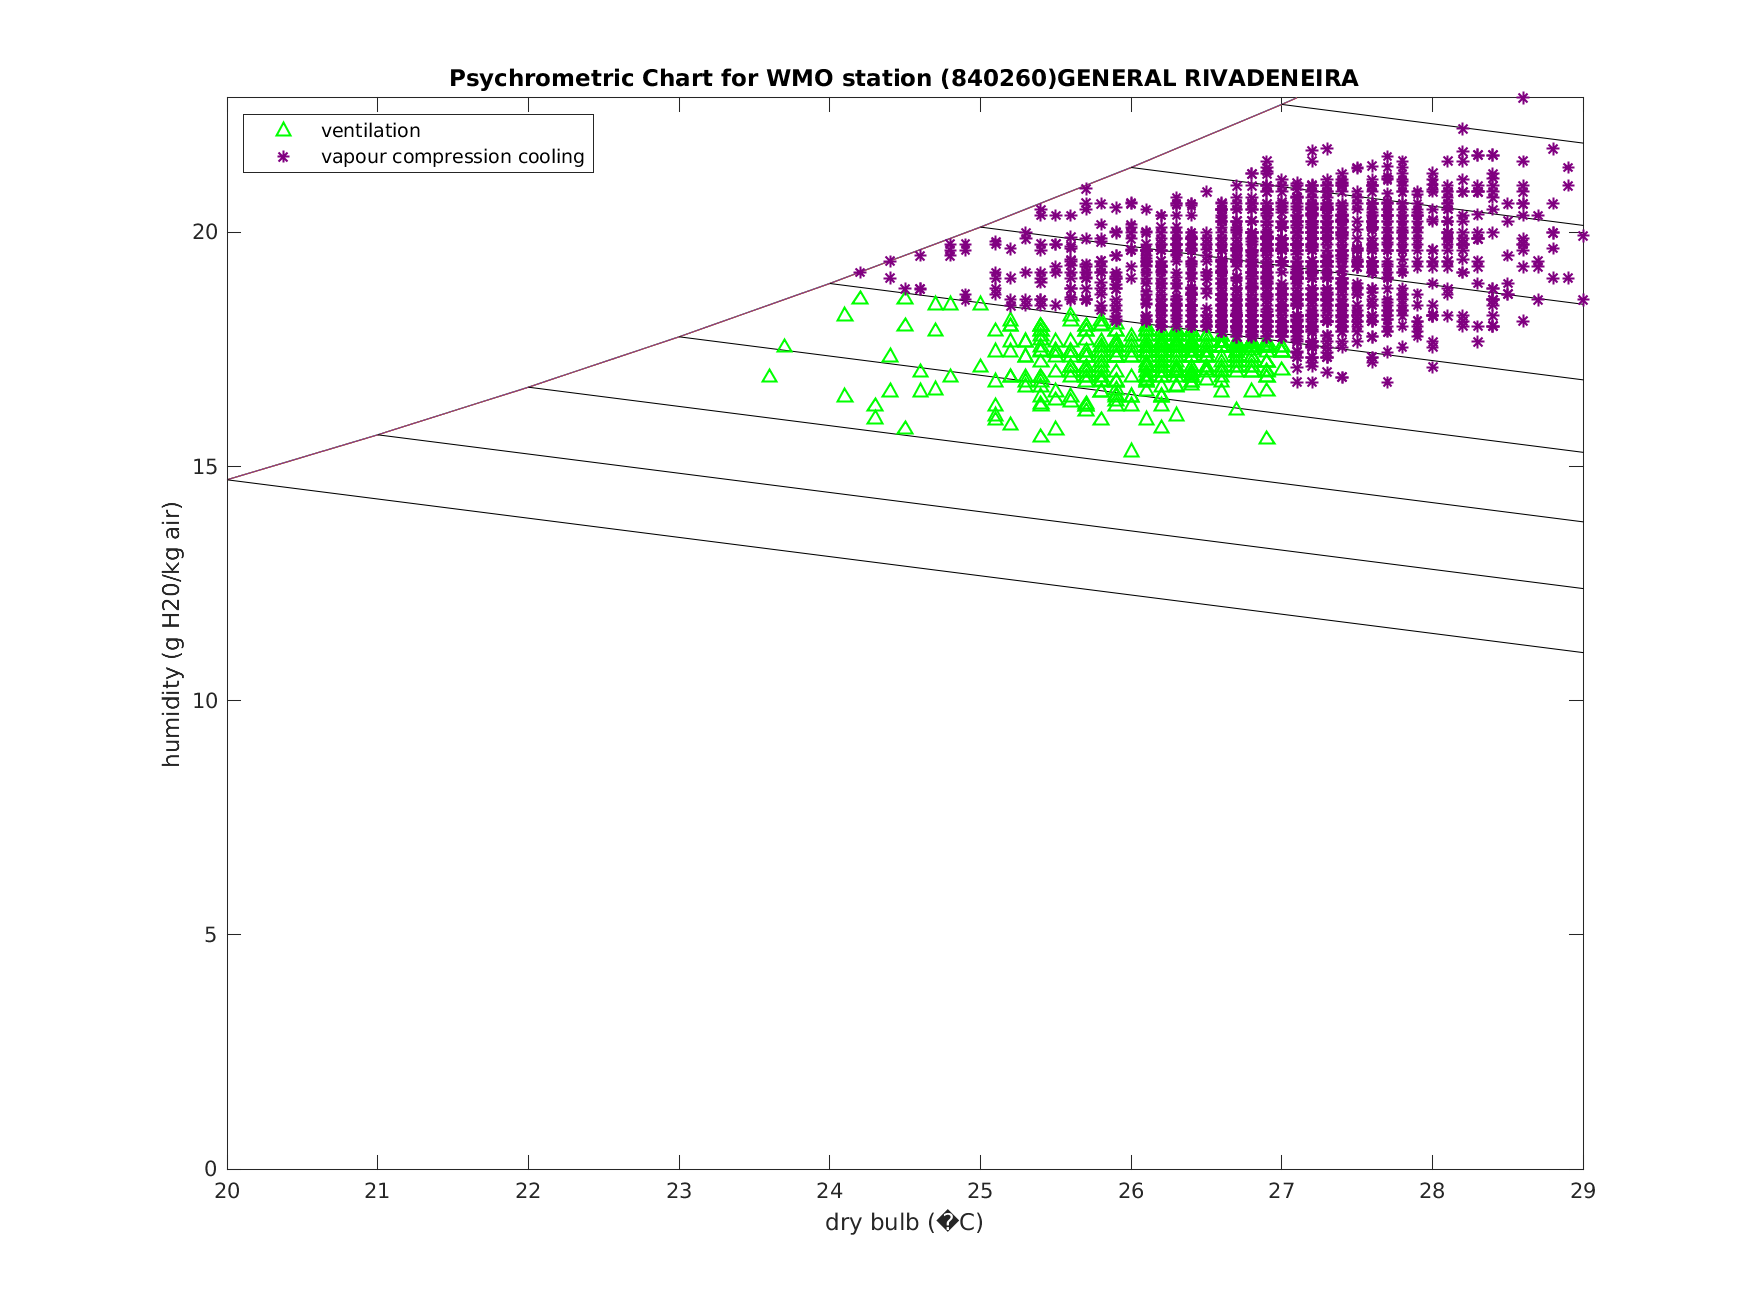 Psychrometric Chart for WMO station (840260)GENERAL RIVADENEIRA
ventilation
vapour compression cooling
20
15
10
5
0
humidity (g H20/kg air)
20 21 22 23 24 25 26 27 28 29
dry bulb (�C)